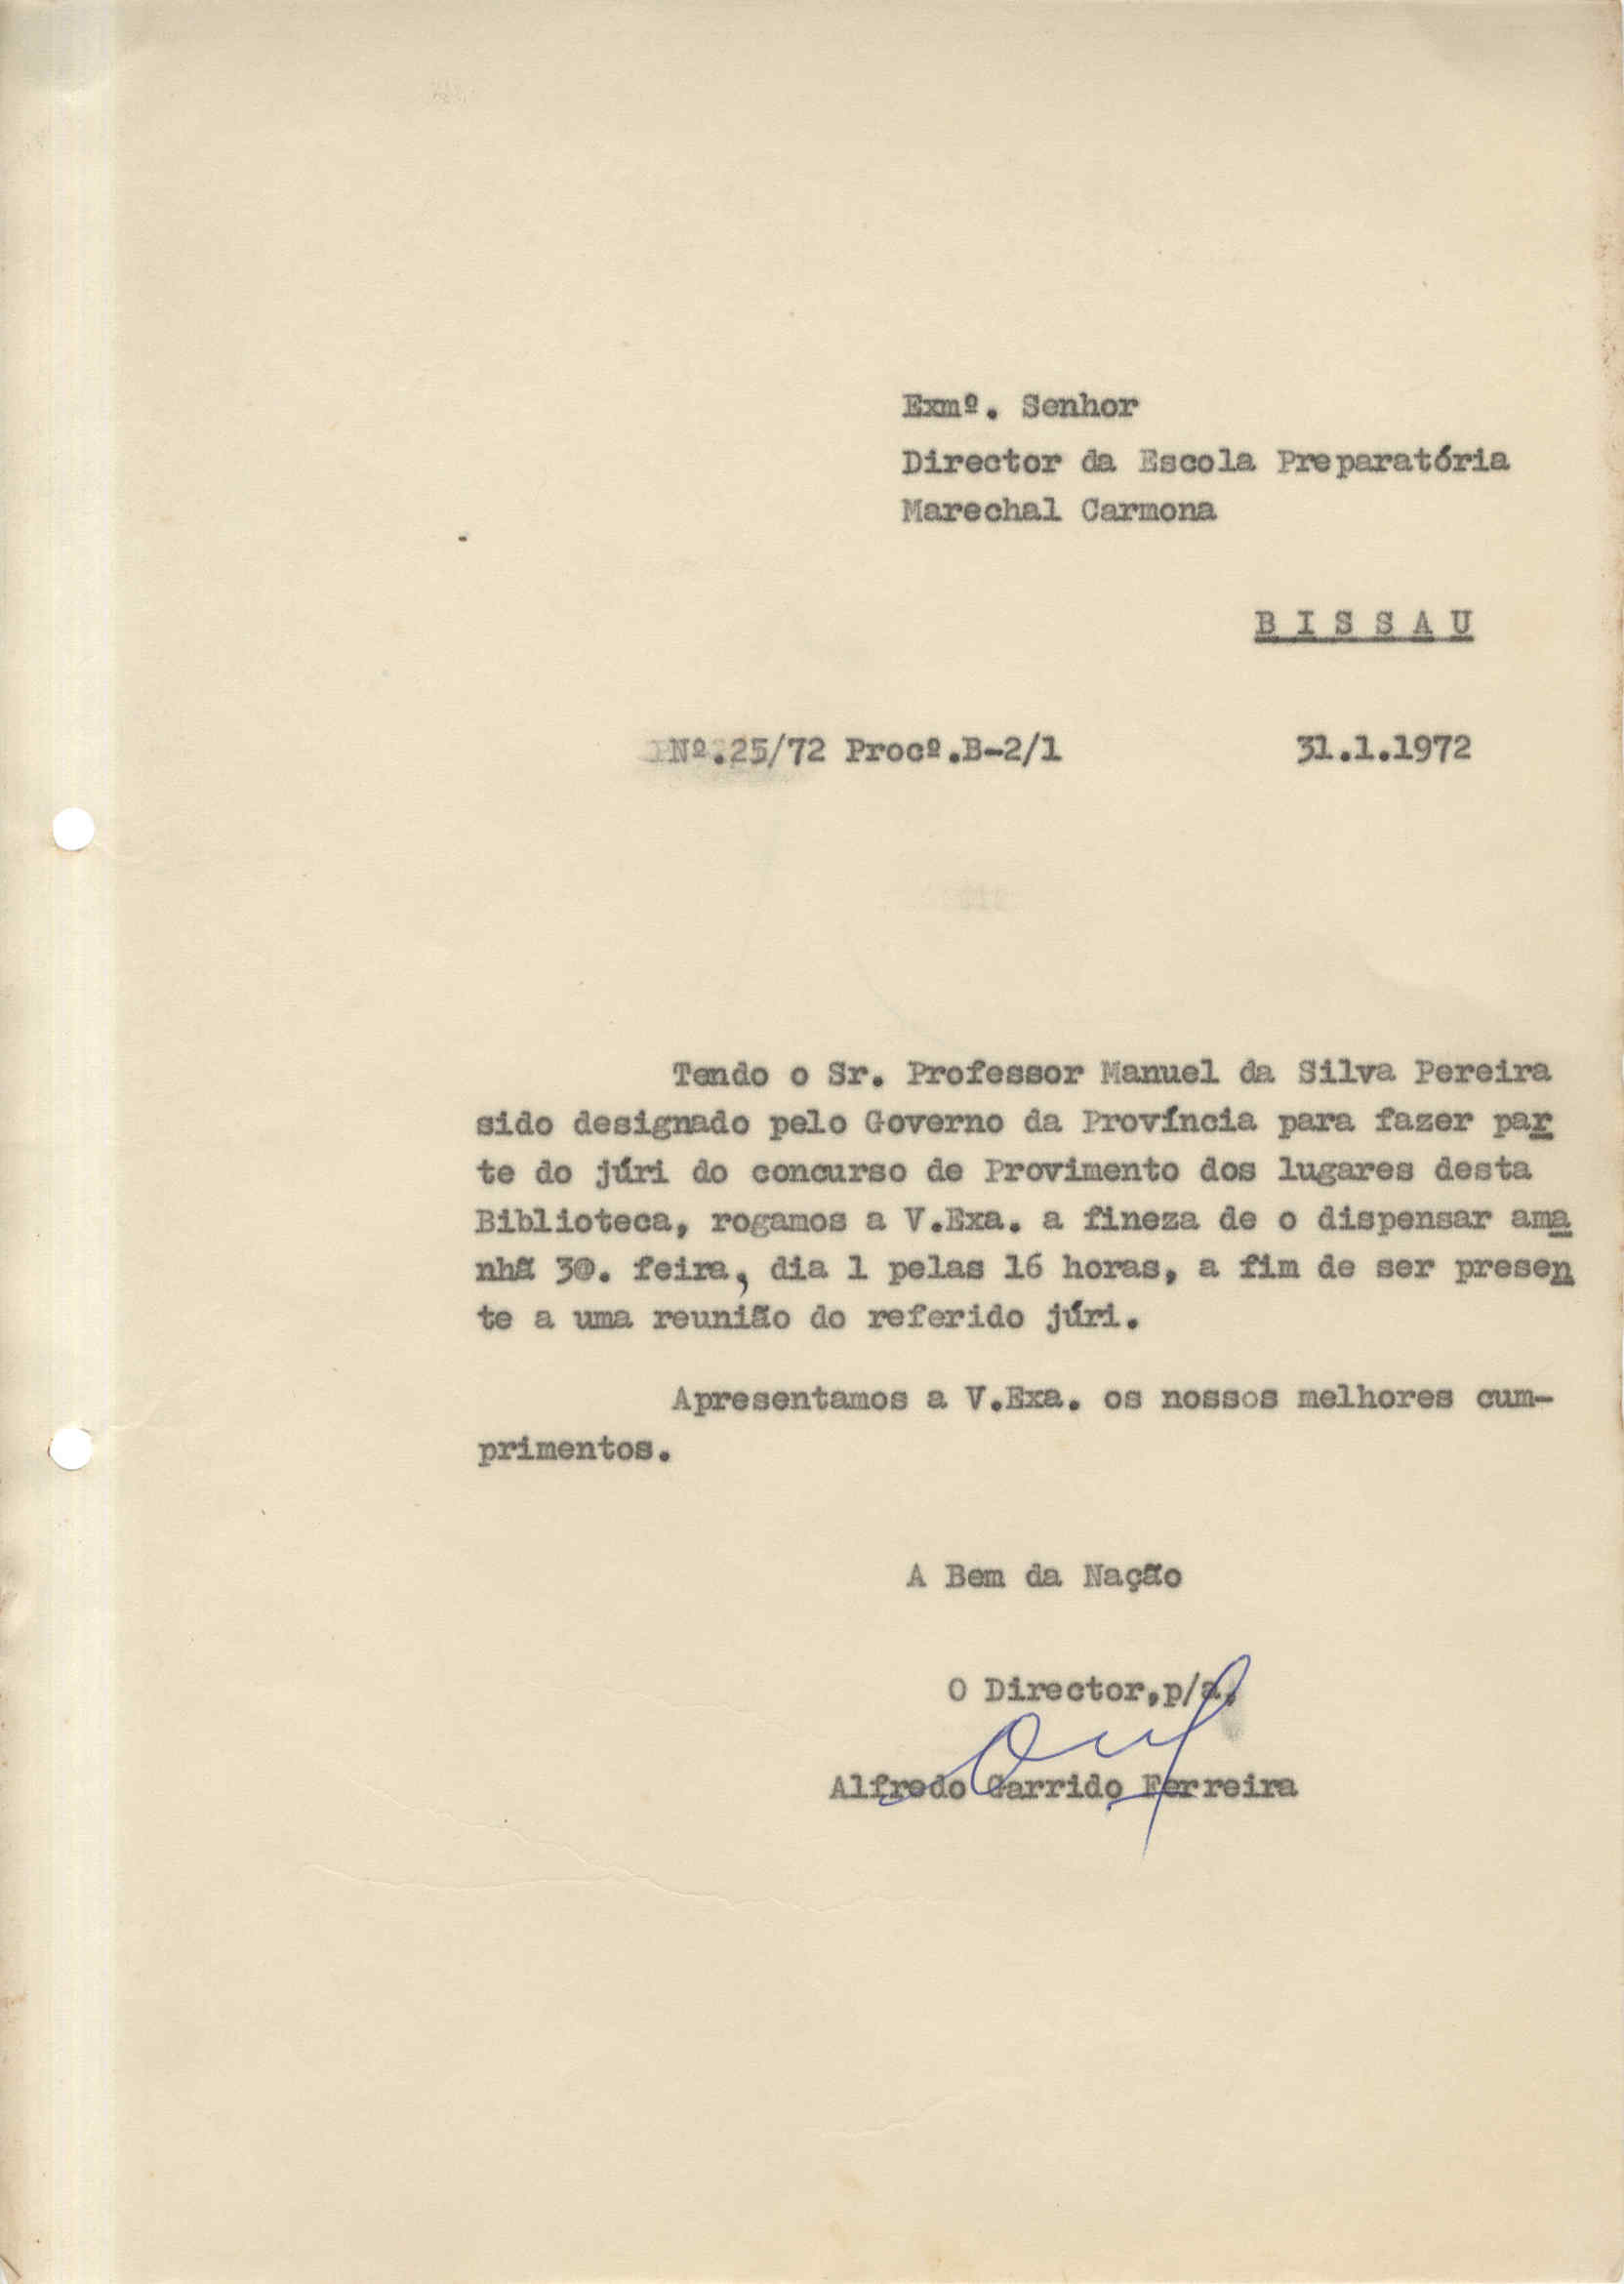 Exmº. Senhor
Director da Escola Preparatória
Marechal Carmona
B I S S A U
Nº.25/72 Procº.B-2/1 31.1.1972
Tendo o Sr. Professor Manuel da Silva Pereira
sido designado pelo Governo da Província para fazer par
te do júri do concurso de Provimento dos lugares desta
Biblioteca, rogamos a V.Exa. a fineza de o dispensar ama
nhã 3ª. feira, dia 1 pelas 16 horas, a fim de ser presen
te a uma reunião do referido júri.
Apresentamos a V.Exa. os nossos melhores cum-
primentos.
A Bem da Nação
O Director,p/a,
Alfredo Garrido Ferreira